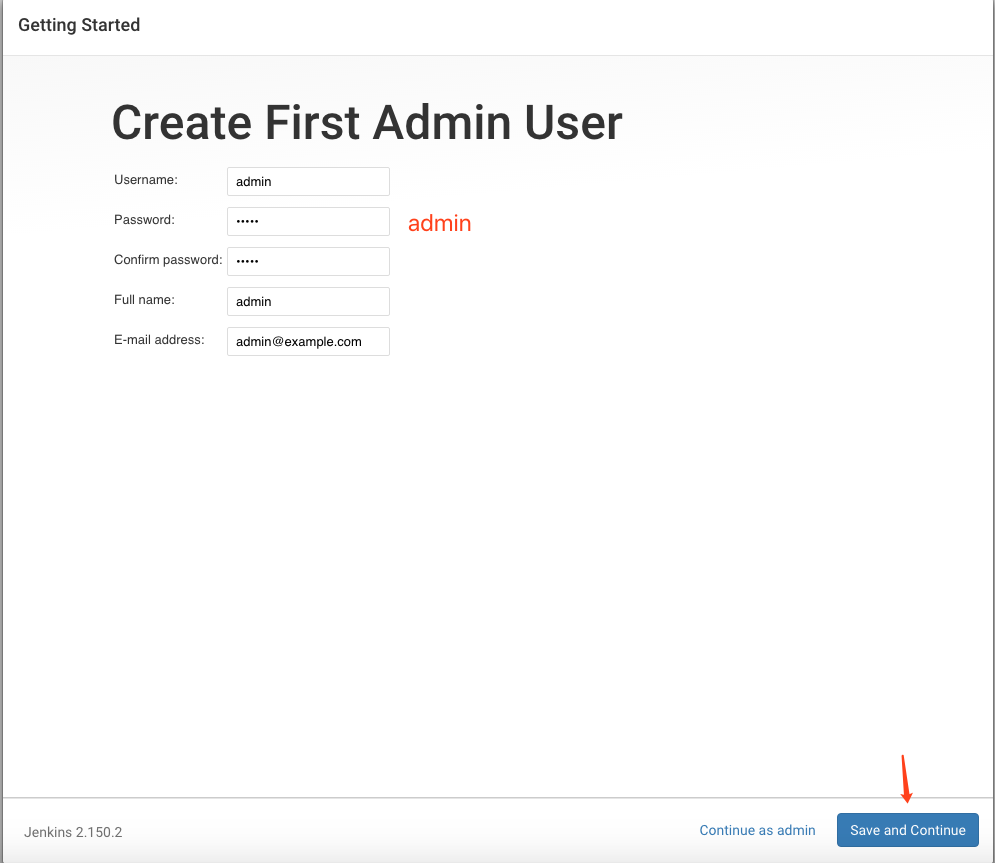 Getting Started
Create First Admin User
Username: admin
Password: ••••• admin
Confirm password: •••••
Full name: admin
E-mail address: admin@example.com
Jenkins 2.150.2 Continue as admin Save and Continue